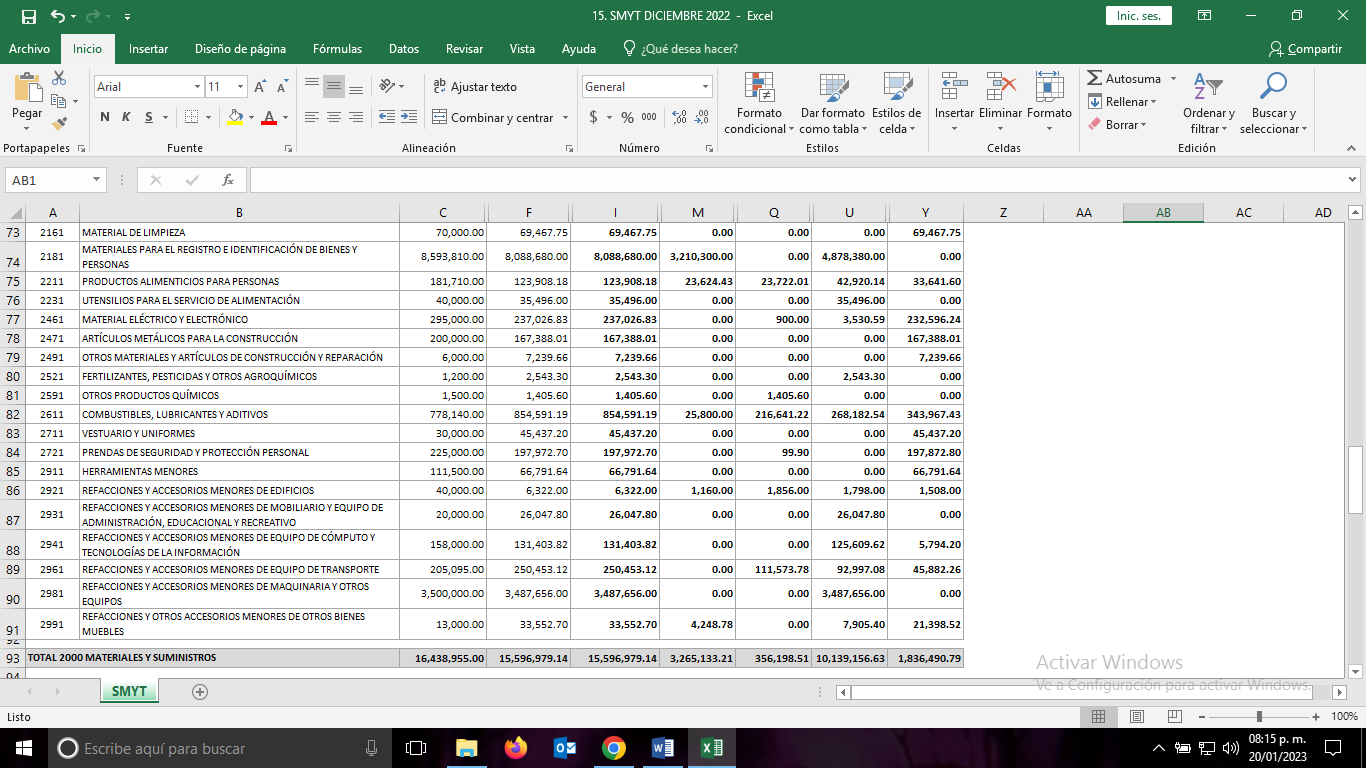 15. SMYT DICIEMBRE 2022 - Excel
Inic. ses.
Archivo Inicio Insertar Diseño de página Fórmulas Datos Revisar Vista Ayuda ¿Qué desea hacer? Compartir
Pegar
Arial 11
N K S
Ajustar texto
Combinar y centrar
General
$ % 000
Formato condicional
Dar formato como tabla
Estilos de celda
Insertar Eliminar Formato
Autosuma
Rellenar
Borrar
Ordenar y filtrar
Buscar y seleccionar
Portapapeles Fuente Alineación Número Estilos Celdas Edición
AB1 fx
A B C F I M Q U Y Z AA AB AC AD
73 2161 MATERIAL DE LIMPIEZA 70,000.00 69,467.75 69,467.75 0.00 0.00 0.00 69,467.75
74 2181 MATERIALES PARA EL REGISTRO E IDENTIFICACIÓN DE BIENES Y
PERSONAS 8,593,810.00 8,088,680.00 8,088,680.00 3,210,300.00 0.00 4,878,380.00 0.00
75 2211 PRODUCTOS ALIMENTICIOS PARA PERSONAS 181,710.00 123,908.18 123,908.18 23,624.43 23,722.01 42,920.14 33,641.60
76 2231 UTENSILIOS PARA EL SERVICIO DE ALIMENTACIÓN 40,000.00 35,496.00 35,496.00 0.00 0.00 35,496.00 0.00
77 2461 MATERIAL ELÉCTRICO Y ELECTRÓNICO 295,000.00 237,026.83 237,026.83 0.00 900.00 3,530.59 232,596.24
78 2471 ARTÍCULOS METÁLICOS PARA LA CONSTRUCCIÓN 200,000.00 167,388.01 167,388.01 0.00 0.00 0.00 167,388.01
79 2491 OTROS MATERIALES Y ARTÍCULOS DE CONSTRUCCIÓN Y REPARACIÓN 6,000.00 7,239.66 7,239.66 0.00 0.00 0.00 7,239.66
80 2521 FERTILIZANTES, PESTICIDAS Y OTROS AGROQUÍMICOS 1,200.00 2,543.30 2,543.30 0.00 0.00 2,543.30 0.00
81 2591 OTROS PRODUCTOS QUÍMICOS 1,500.00 1,405.60 1,405.60 0.00 1,405.60 0.00 0.00
82 2611 COMBUSTIBLES, LUBRICANTES Y ADITIVOS 778,140.00 854,591.19 854,591.19 25,800.00 216,641.22 268,182.54 343,967.43
83 2711 VESTUARIO Y UNIFORMES 30,000.00 45,437.20 45,437.20 0.00 0.00 0.00 45,437.20
84 2721 PRENDAS DE SEGURIDAD Y PROTECCIÓN PERSONAL 225,000.00 197,972.70 197,972.70 0.00 99.90 0.00 197,872.80
85 2911 HERRAMIENTAS MENORES 111,500.00 66,791.64 66,791.64 0.00 0.00 0.00 66,791.64
86 2921 REFACCIONES Y ACCESORIOS MENORES DE EDIFICIOS 40,000.00 6,322.00 6,322.00 1,160.00 1,856.00 1,798.00 1,508.00
87 2931 REFACCIONES Y ACCESORIOS MENORES DE MOBILIARIO Y EQUIPO DE
ADMINISTRACIÓN, EDUCACIONAL Y RECREATIVO 20,000.00 26,047.80 26,047.80 0.00 0.00 26,047.80 0.00
88 2941 REFACCIONES Y ACCESORIOS MENORES DE EQUIPO DE CÓMPUTO Y
TECNOLOGÍAS DE LA INFORMACIÓN 158,000.00 131,403.82 131,403.82 0.00 0.00 125,609.62 5,794.20
89 2961 REFACCIONES Y ACCESORIOS MENORES DE EQUIPO DE TRANSPORTE 205,095.00 250,453.12 250,453.12 0.00 111,573.78 92,997.08 45,882.26
90 2981 REFACCIONES Y ACCESORIOS MENORES DE MAQUINARIA Y OTROS
EQUIPOS 3,500,000.00 3,487,656.00 3,487,656.00 0.00 0.00 3,487,656.00 0.00
91 2991 REFACCIONES Y OTROS ACCESORIOS MENORES DE OTROS BIENES
MUEBLES 13,000.00 33,552.70 33,552.70 4,248.78 0.00 7,905.40 21,398.52
92
93 TOTAL 2000 MATERIALES Y SUMINISTROS 16,438,955.00 15,596,979.14 15,596,979.14 3,265,133.21 356,198.51 10,139,156.63 1,836,490.79
94
Activar Windows
Ve a Configuración para activar Windows.
SMYT
Listo 100%
Escribe aquí para buscar
08:15 p. m.
20/01/2023